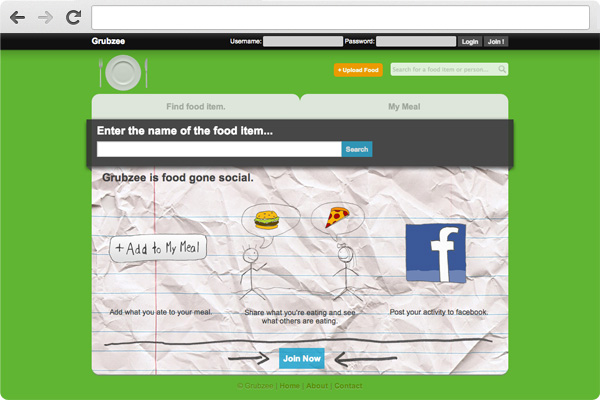 Grubzee
Username: Password: Login Join !
+ Upload Food
Search for a food item or person...
Find food item.
My Meal
Enter the name of the food item...
Search
Grubzee is food gone social.
+ Add to My Meal
f
Add what you ate to your meal.
Share what you're eating and see
what others are eating.
Post your activity to facebook.
Join Now
© Grubzee | Home | About | Contact